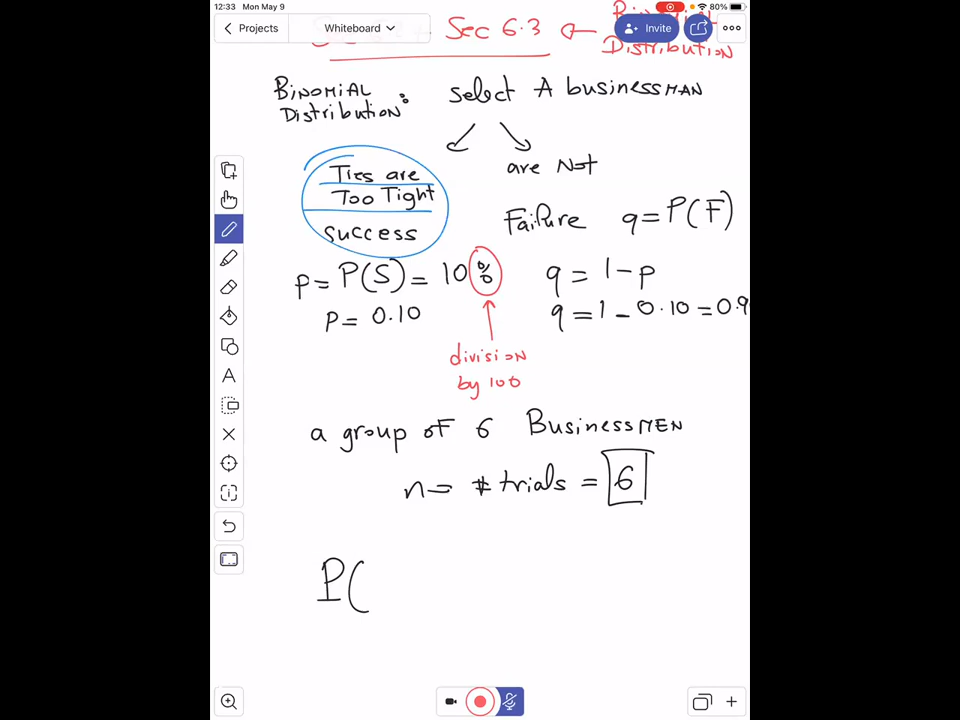 12:33 Mon May 9
80%
Projects
Whiteboard
Invite
Sec 6.3
Distribution
Binomial
Distribution:
select A businessman
Ties are
Too Tight
success
are Not
Failure q = P(F)
p = P(S) = 10 %
p = 0.10
q = 1 - p
q = 1 - 0.10 = 0.9
division
by 100
a group of 6 Businessmen
n = # trials = 6
P(